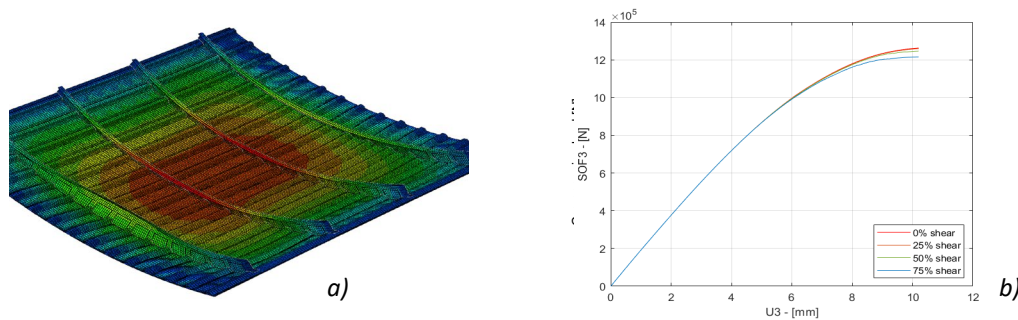 ×10⁵
14
12
10
8
6
4
2
0
SOF3 - [N]
0 2 4 6 8 10 12
U3 - [mm]
0% shear
25% shear
50% shear
75% shear
a)
b)